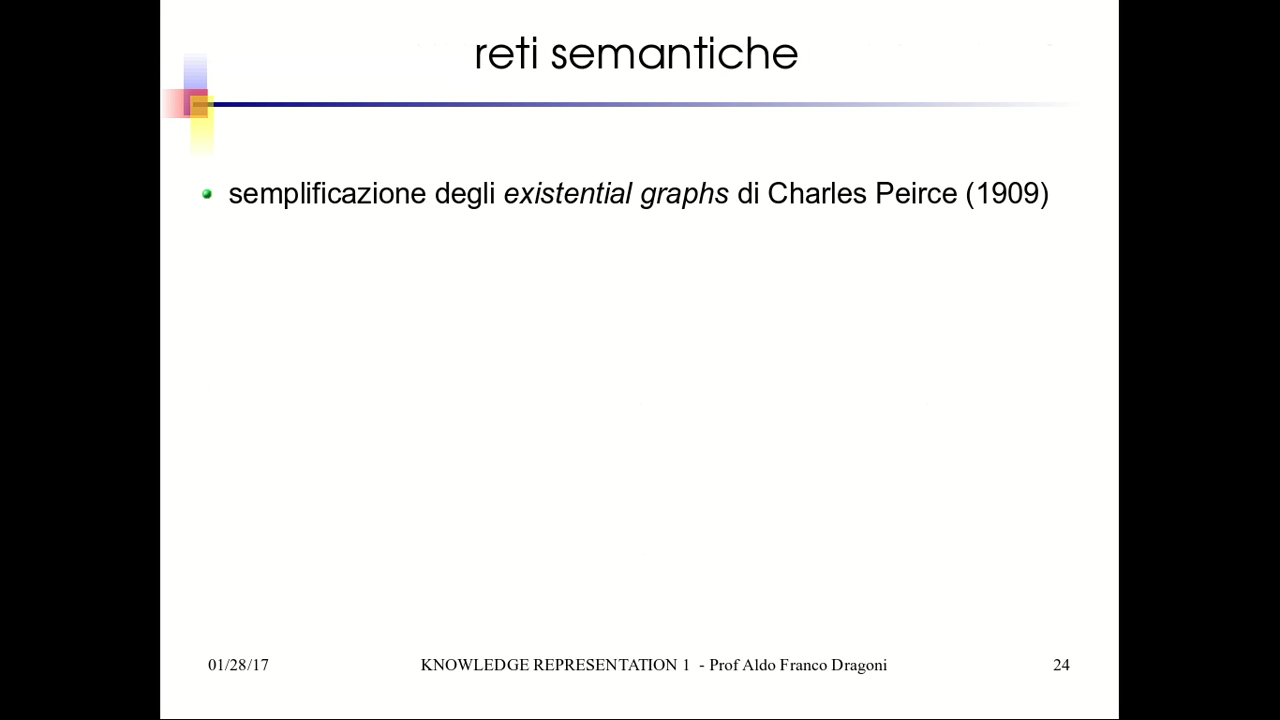 reti semantiche
semplificazione degli existential graphs di Charles Peirce (1909)
01/28/17 KNOWLEDGE REPRESENTATION 1 - Prof Aldo Franco Dragoni 24